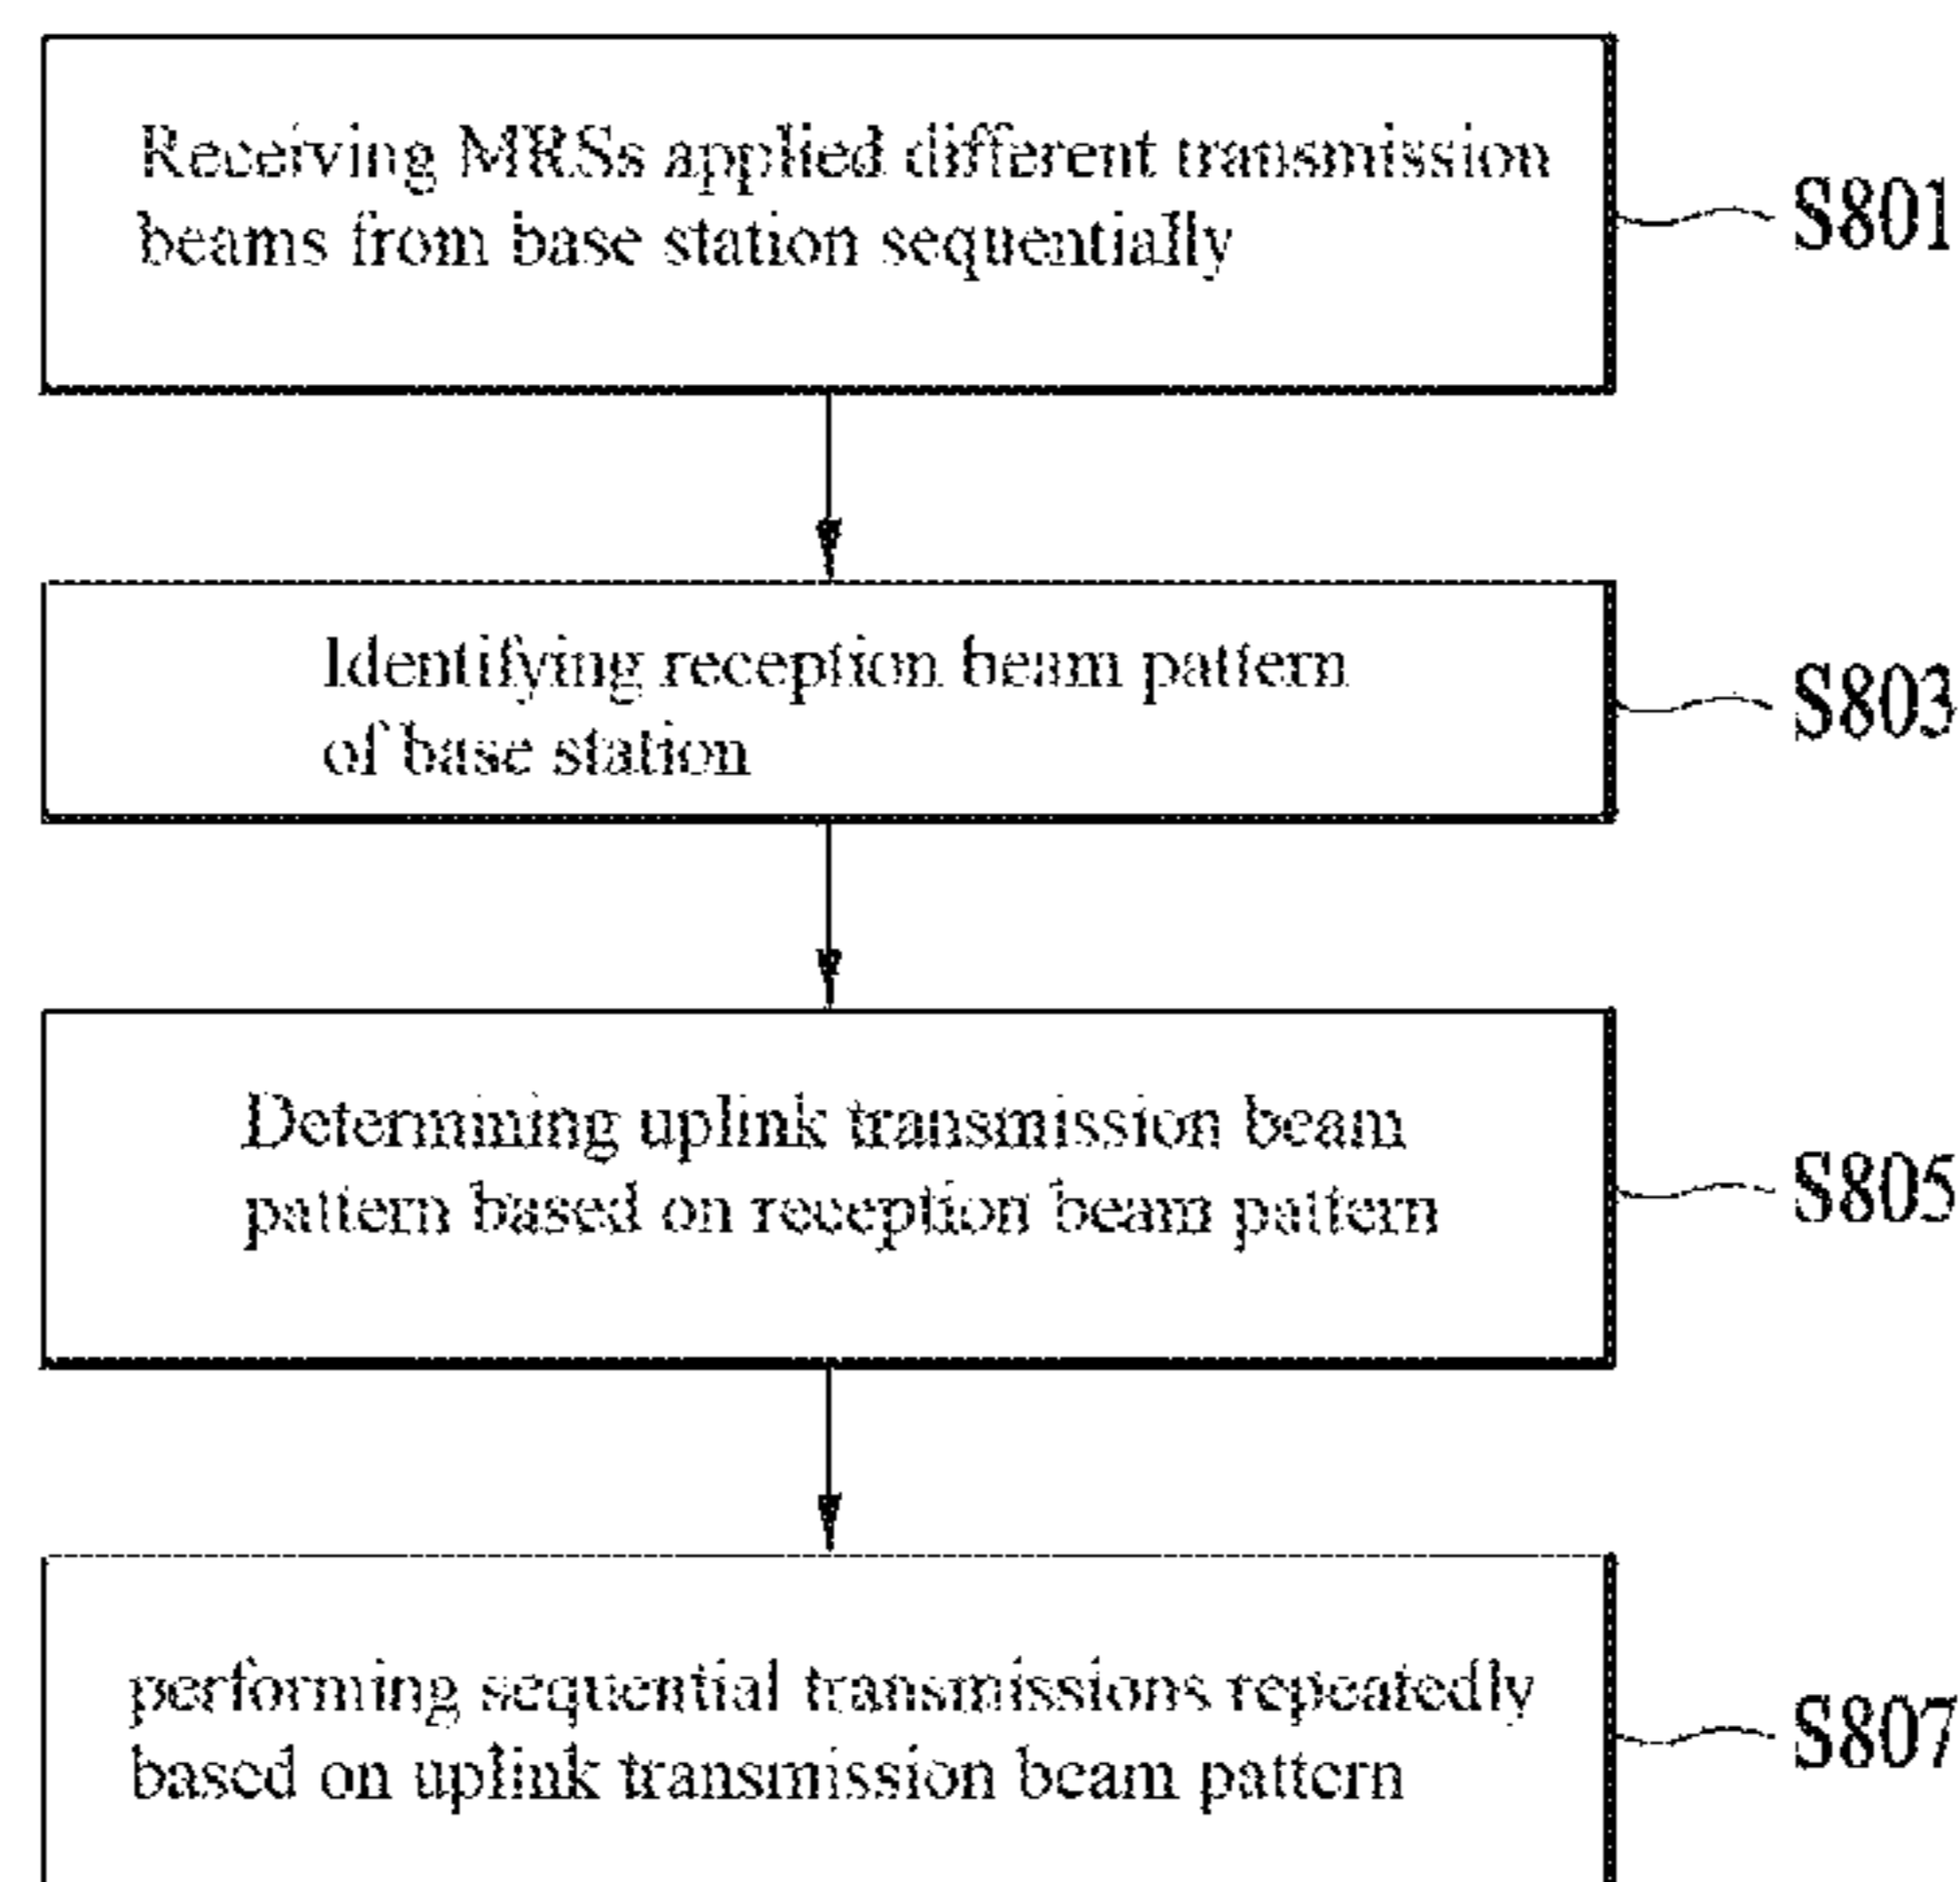 Receiving MRSs applied different transmission
beams from base station sequentially
S801
Identifying reception beam pattern
of base station
S803
Determining uplink transmission beam
pattern based on reception beam pattern
S805
performing sequential transmissions repeatedly
based on uplink transmission beam pattern
S807